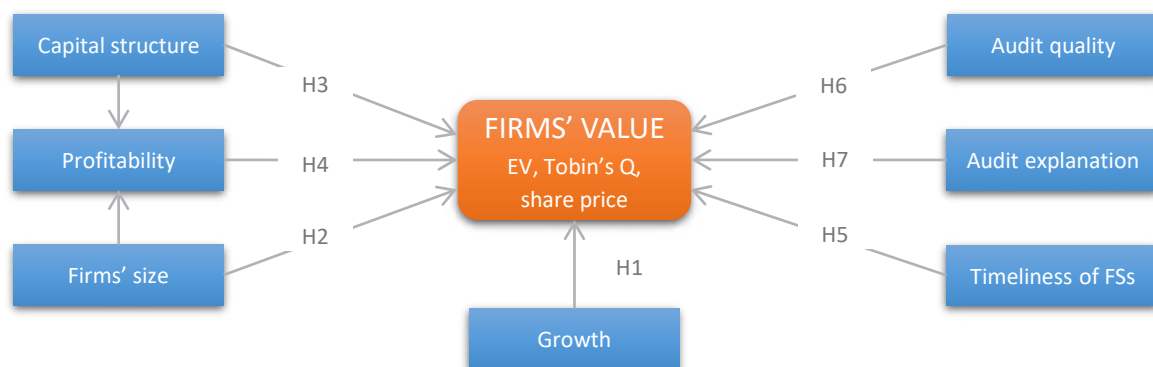 Capital structure
Audit quality
H3
H6
FIRMS’ VALUE
EV, Tobin’s Q,
share price
Profitability
H4
H7
Audit explanation
H2
H5
Firms’ size
H1
Timeliness of FSs
Growth